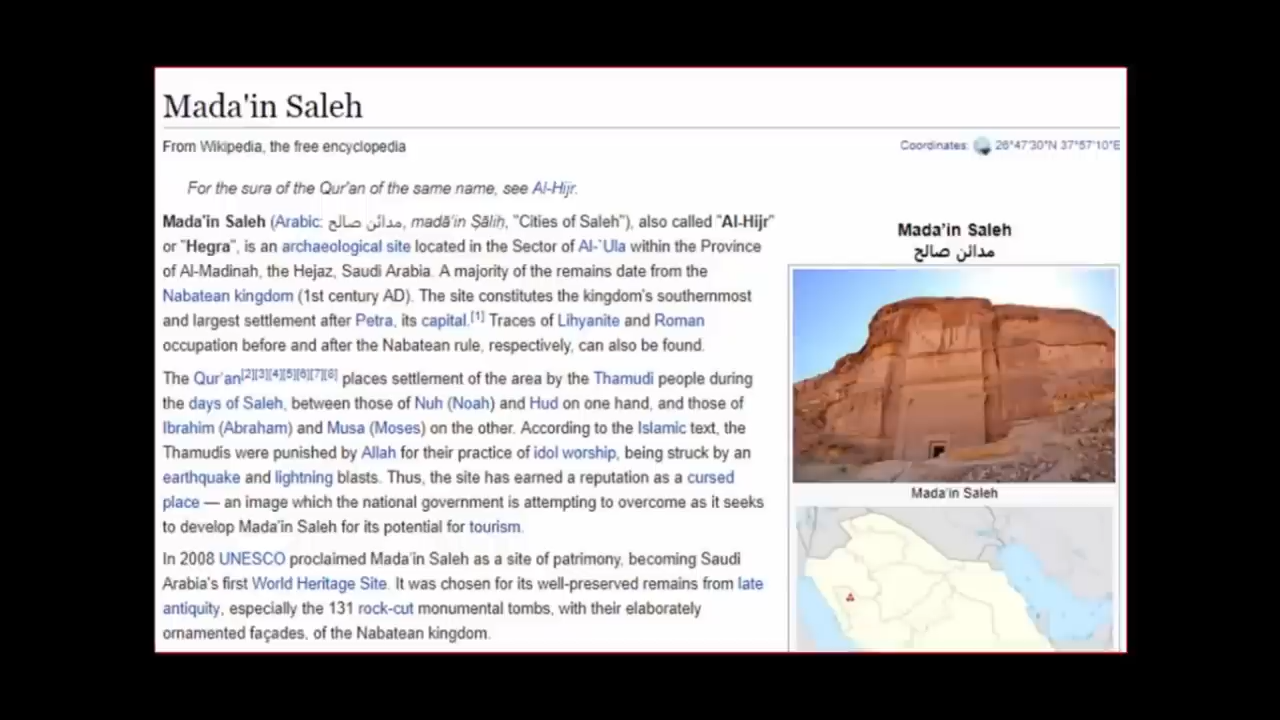 Mada'in Saleh
From Wikipedia, the free encyclopedia
Coordinates: 26°47'30"N 37°57'10"E
For the sura of the Qur'an of the same name, see Al-Hijr.
Mada'in Saleh (Arabic: مدائن صالح, madā'in Ṣāliḥ, "Cities of Saleh"), also called "Al-Hijr"
or "Hegra", is an archaeological site located in the Sector of Al-`Ula within the Province
of Al-Madinah, the Hejaz, Saudi Arabia. A majority of the remains date from the
Nabatean kingdom (1st century AD). The site constitutes the kingdom's southernmost
and largest settlement after Petra, its capital.[1] Traces of Lihyanite and Roman
occupation before and after the Nabatean rule, respectively, can also be found.
The Qur'an[2][3][4][5][6][7][8] places settlement of the area by the Thamudi people during
the days of Saleh, between those of Nuh (Noah) and Hud on one hand, and those of
Ibrahim (Abraham) and Musa (Moses) on the other. According to the Islamic text, the
Thamudis were punished by Allah for their practice of idol worship, being struck by an
earthquake and lightning blasts. Thus, the site has earned a reputation as a cursed
place — an image which the national government is attempting to overcome as it seeks
to develop Mada'in Saleh for its potential for tourism.
In 2008 UNESCO proclaimed Mada'in Saleh as a site of patrimony, becoming Saudi
Arabia's first World Heritage Site. It was chosen for its well-preserved remains from late
antiquity, especially the 131 rock-cut monumental tombs, with their elaborately
ornamented façades, of the Nabatean kingdom.
Mada'in Saleh
مدائن صالح
Mada'in Saleh